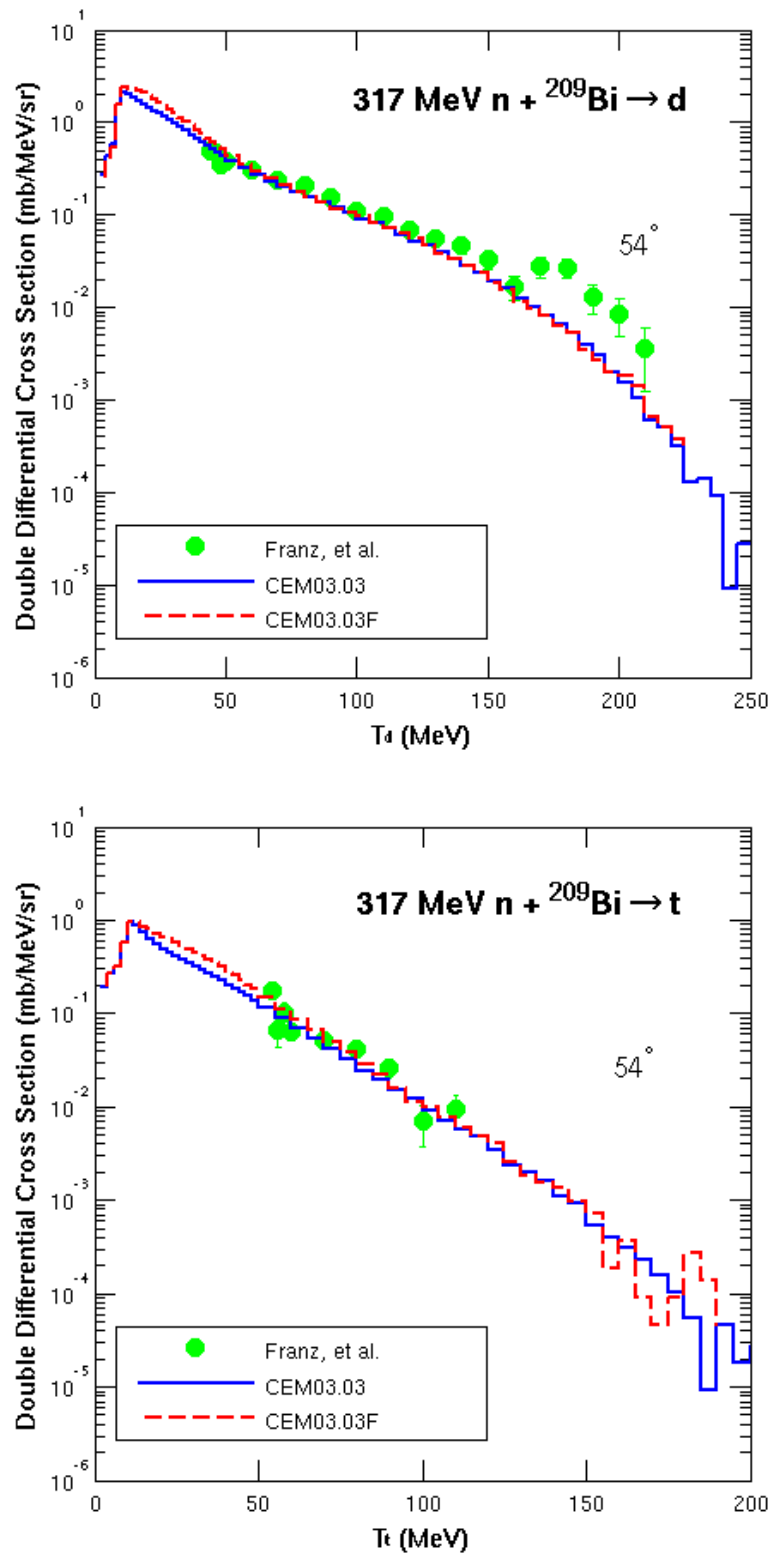 10^1
317 MeV n + ^209Bi → d
10^0
10^-1
54°
10^-2
10^-3
10^-4
10^-5
10^-6
Double Differential Cross Section (mb/MeV/sr)
Franz, et al.
CEM03.03
CEM03.03F
0 50 100 150 200 250
Td (MeV)
10^1
317 MeV n + ^209Bi → t
10^0
10^-1
54°
10^-2
10^-3
10^-4
10^-5
10^-6
Double Differential Cross Section (mb/MeV/sr)
Franz, et al.
CEM03.03
CEM03.03F
0 50 100 150 200
Tt (MeV)